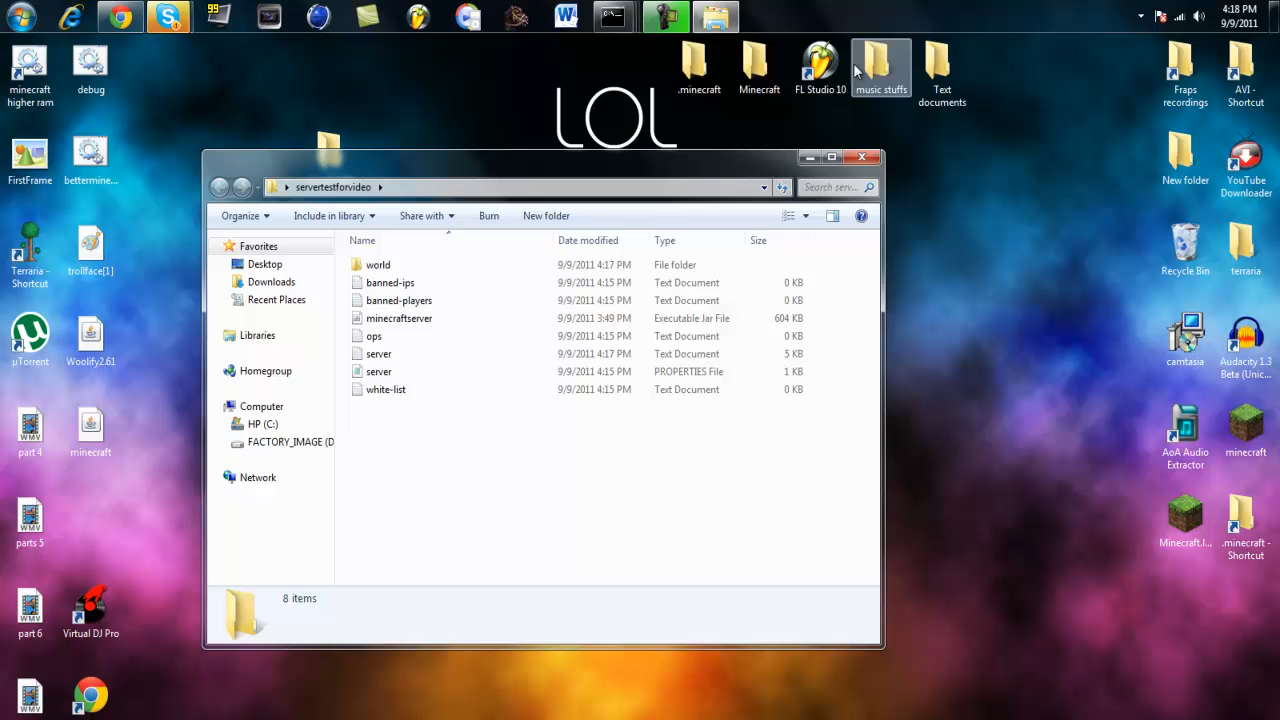 99
4:18 PM
9/9/2011
minecraft
higher ram
debug
.minecraft
Minecraft
FL Studio 10
music stuffs
Text
documents
Fraps
recordings
AVI -
Shortcut
LOL
FirstFrame
bettermine...
New folder
YouTube
Downloader
servertestforvideo
Search serv...
Organize
Include in library
Share with
Burn
New folder
Name
Date modified
Type
Size
Favorites
Desktop
Downloads
Recent Places
Libraries
Homegroup
Computer
HP (C:)
FACTORY_IMAGE (D
Network
world 9/9/2011 4:17 PM File folder
banned-ips 9/9/2011 4:15 PM Text Document 0 KB
banned-players 9/9/2011 4:15 PM Text Document 0 KB
minecraftserver 9/9/2011 3:49 PM Executable Jar File 604 KB
ops 9/9/2011 4:15 PM Text Document 0 KB
server 9/9/2011 4:17 PM Text Document 5 KB
server 9/9/2011 4:15 PM PROPERTIES File 1 KB
white-list 9/9/2011 4:15 PM Text Document 0 KB
8 items
Terraria -
Shortcut
trollface[1]
Recycle Bin
terraria
µTorrent
Woolify2.61
camtasia
Audacity 1.3
Beta (Unic...
part 4
minecraft
AoA Audio
Extractor
minecraft
parts 5
Minecraft.l...
.minecraft -
Shortcut
part 6
Virtual DJ Pro